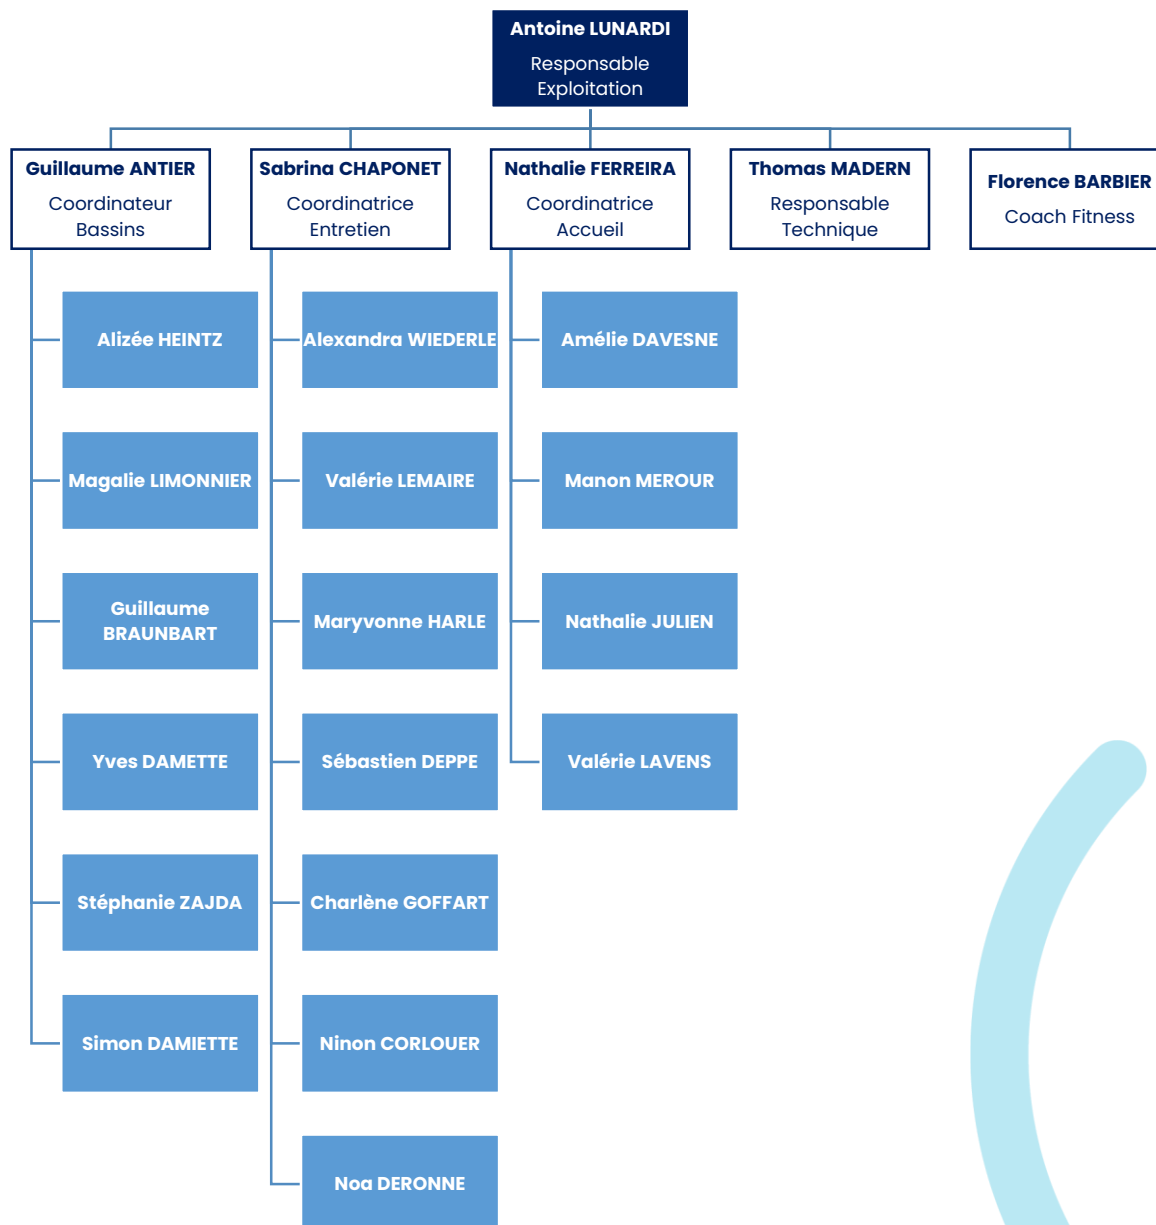 Antoine LUNARDI
Responsable
Exploitation
Guillaume ANTIER
Coordinateur
Bassins
Sabrina CHAPONET
Coordinatrice
Entretien
Nathalie FERREIRA
Coordinatrice
Accueil
Thomas MADERN
Responsable
Technique
Florence BARBIER
Coach Fitness
Alizée HEINTZ
Magalie LIMONNIER
Guillaume
BRAUNBART
Yves DAMETTE
Stéphanie ZAJDA
Simon DAMIETTE
Alexandra WIEDERLE
Valérie LEMAIRE
Maryvonne HARLE
Sébastien DEPPE
Charlène GOFFART
Ninon CORLOUER
Noa DERONNE
Amélie DAVESNE
Manon MEROUR
Nathalie JULIEN
Valérie LAVENS